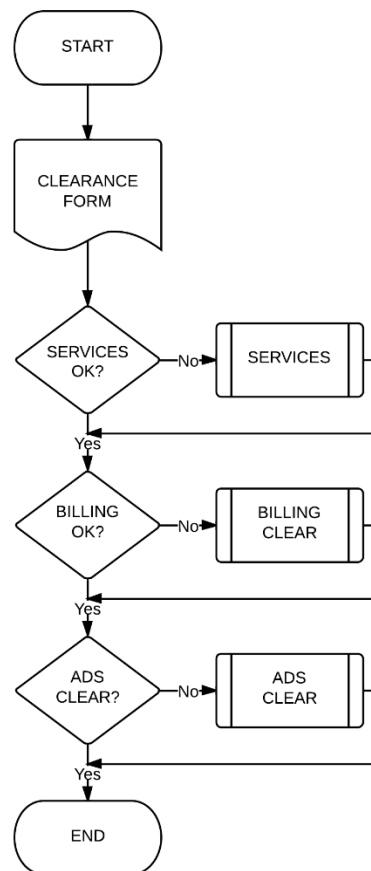 START
CLEARANCE
FORM
SERVICES
OK?
No
SERVICES
Yes
BILLING
OK?
No
BILLING
CLEAR
Yes
ADS
CLEAR?
No
ADS
CLEAR
Yes
END